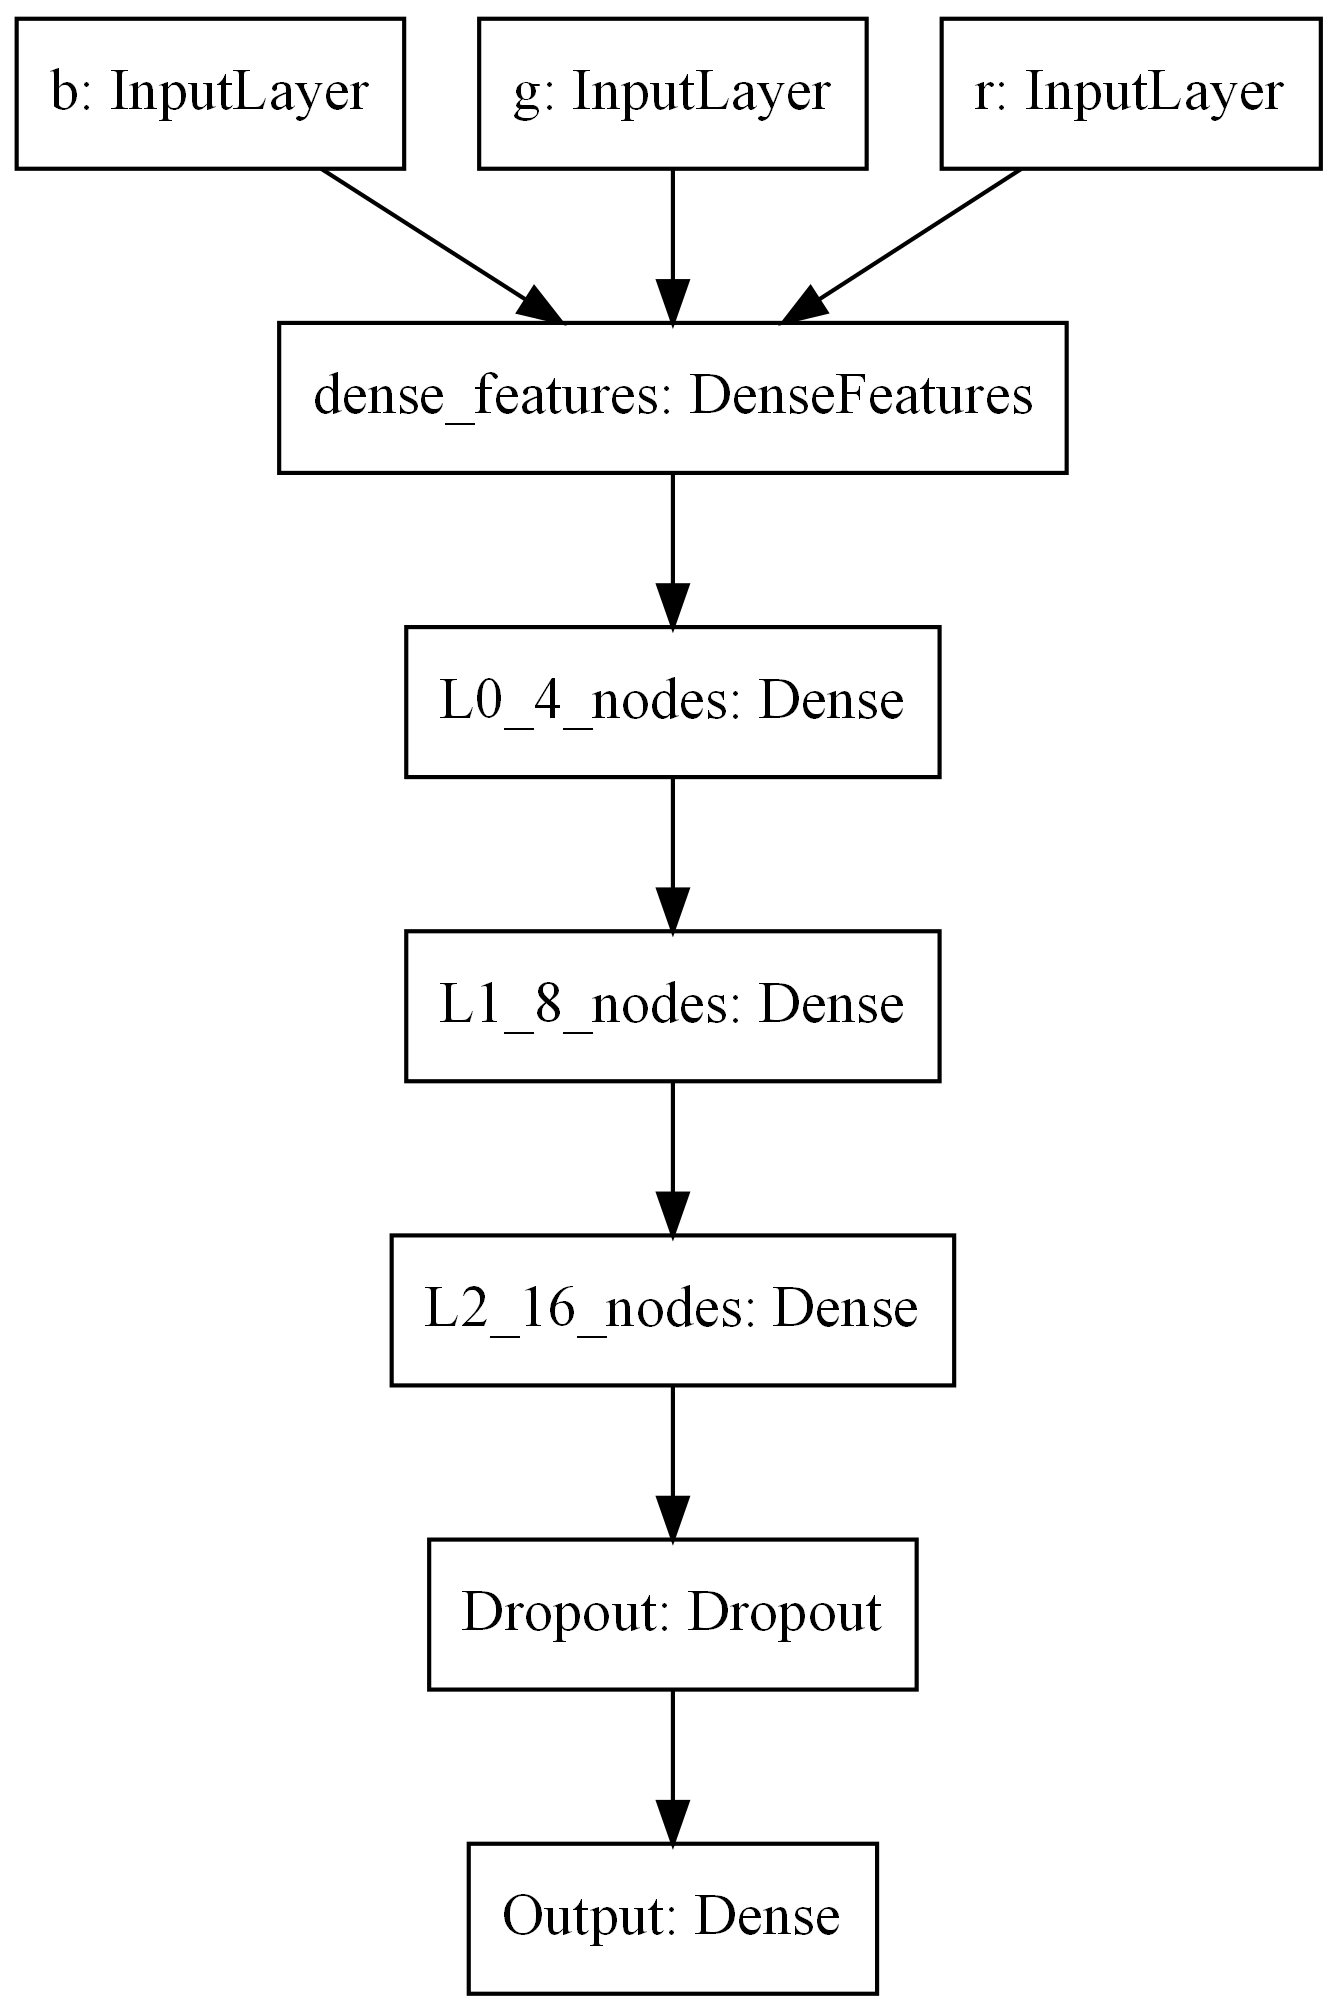 b: InputLayer
g: InputLayer
r: InputLayer
dense_features: DenseFeatures
L0_4_nodes: Dense
L1_8_nodes: Dense
L2_16_nodes: Dense
Dropout: Dropout
Output: Dense